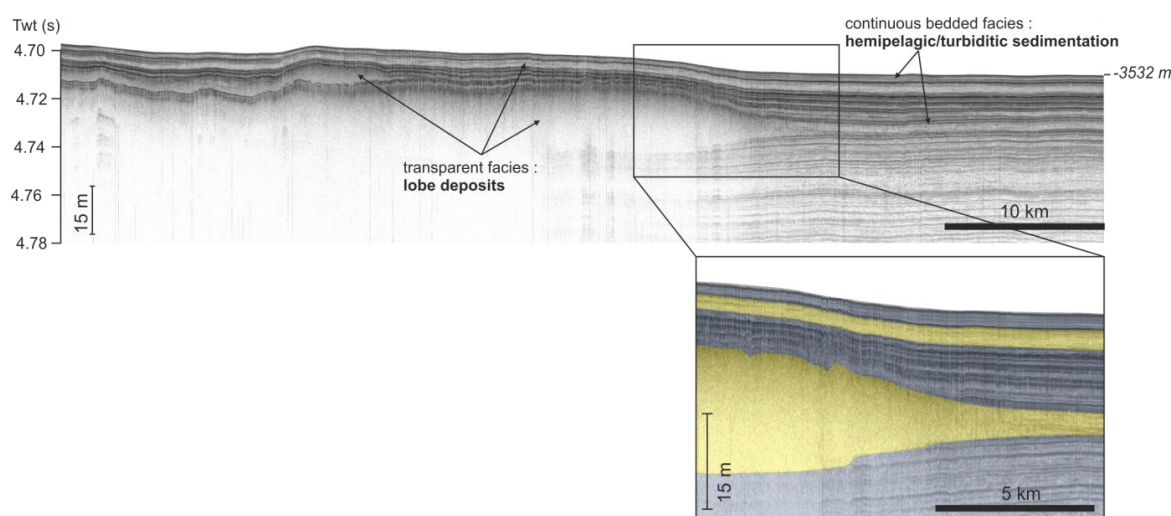 Twt (s)
4.70
4.72
4.74
4.76
4.78
15 m
continuous bedded facies :
hemipelagic/turbiditic sedimentation
-3532 m
transparent facies :
lobe deposits
10 km
15 m
5 km